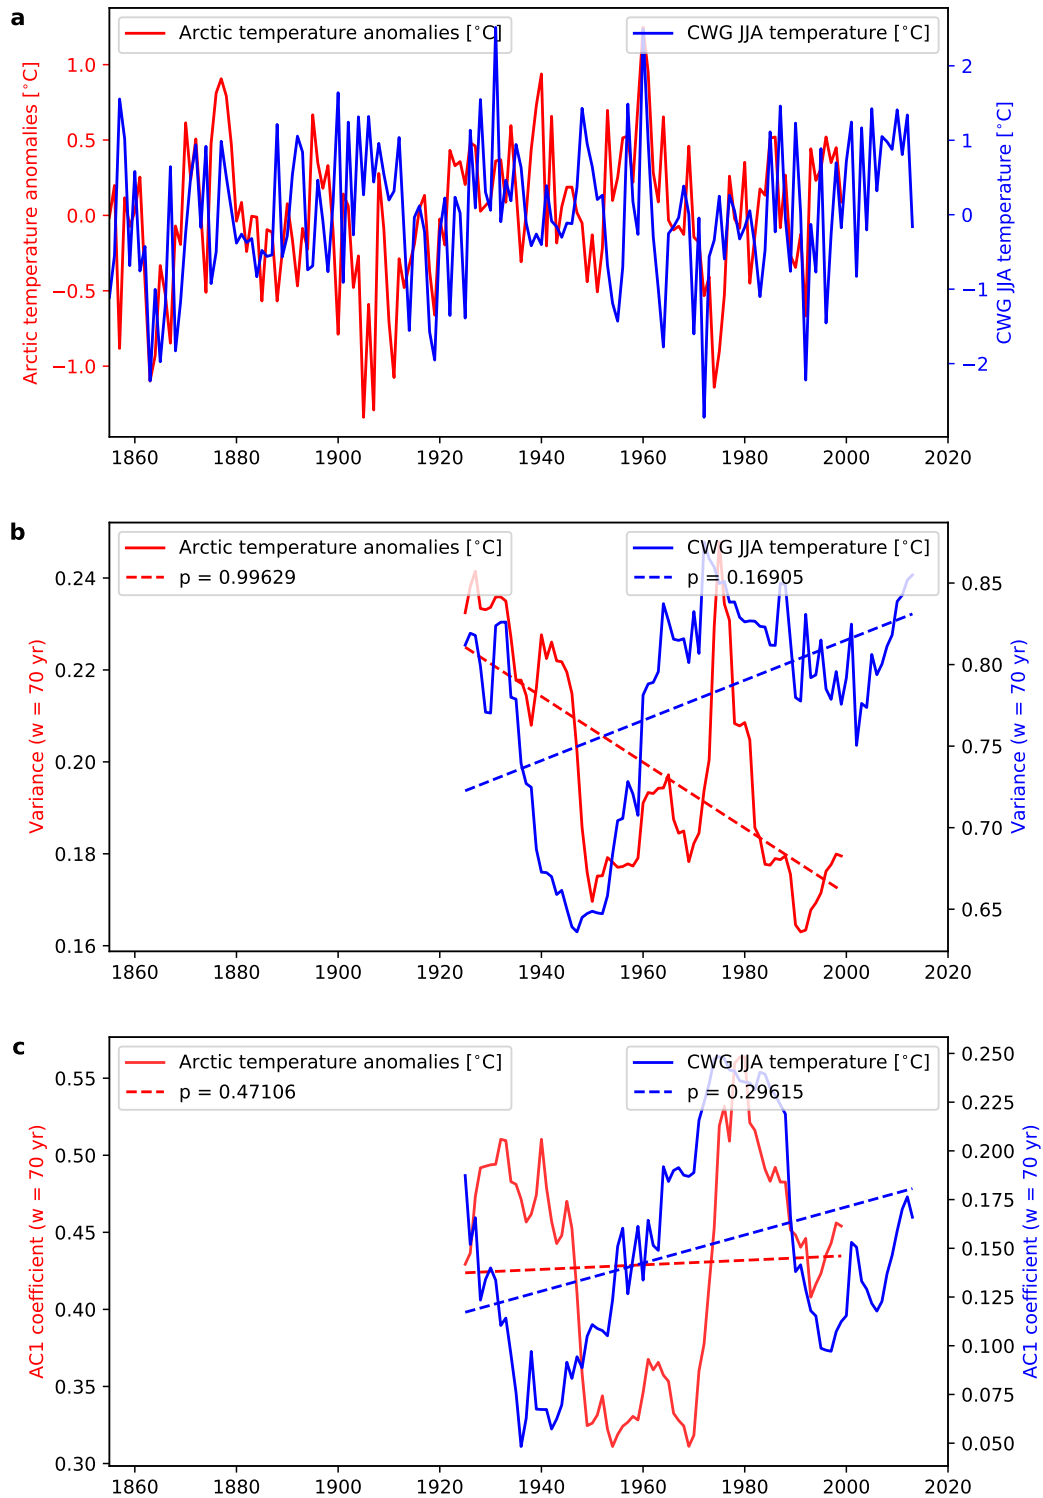 a
Arctic temperature anomalies [°C]
CWG JJA temperature [°C]
Arctic temperature anomalies [°C]
1.0
0.5
0.0
−0.5
−1.0
2
1
0
−1
−2
CWG JJA temperature [°C]
1860 1880 1900 1920 1940 1960 1980 2000 2020
b
Arctic temperature anomalies [°C]
p = 0.99629
CWG JJA temperature [°C]
p = 0.16905
Variance (w = 70 yr)
0.24
0.22
0.20
0.18
0.16
0.85
0.80
0.75
0.70
0.65
Variance (w = 70 yr)
1860 1880 1900 1920 1940 1960 1980 2000 2020
c
Arctic temperature anomalies [°C]
p = 0.47106
CWG JJA temperature [°C]
p = 0.29615
AC1 coefficient (w = 70 yr)
0.55
0.50
0.45
0.40
0.35
0.30
0.250
0.225
0.200
0.175
0.150
0.125
0.100
0.075
0.050
AC1 coefficient (w = 70 yr)
1860 1880 1900 1920 1940 1960 1980 2000 2020